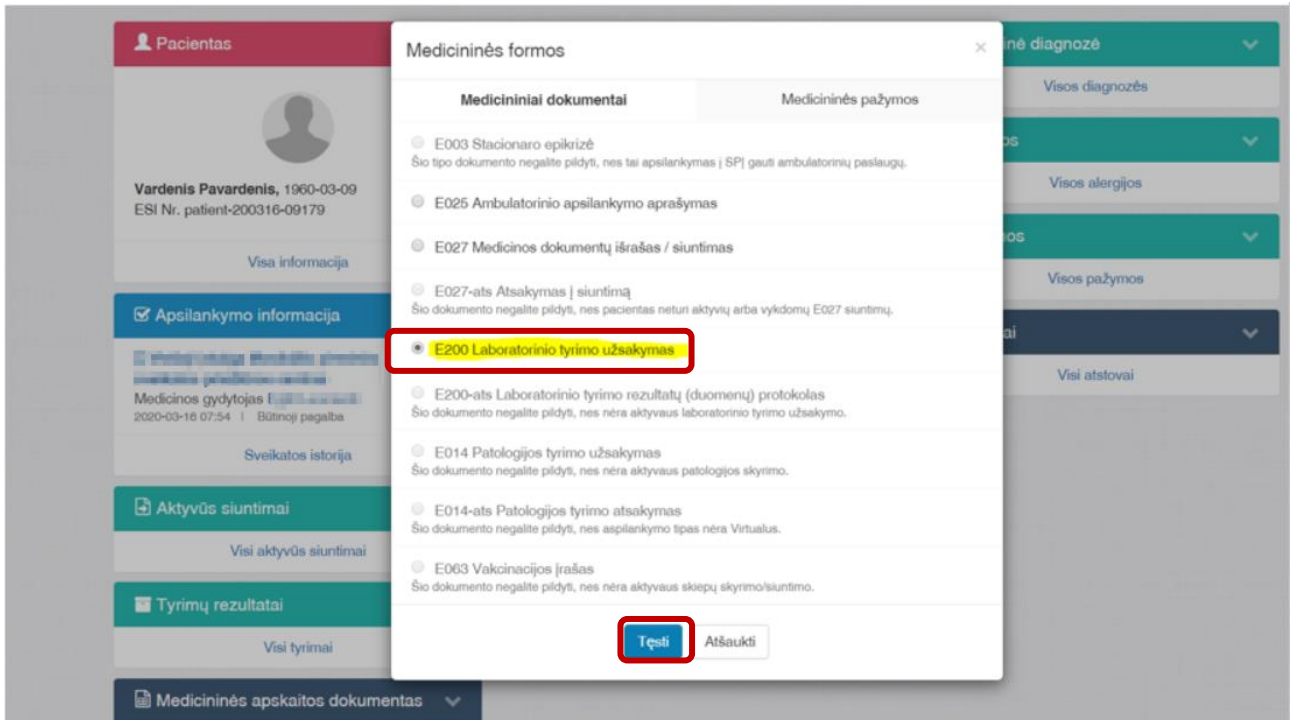 Pacientas
Vardenis Pavardenis, 1960-03-09
ESI Nr. patient-200316-09179
Visa informacija
Apsilankymo informacija
Medicinos gydytojas
2020-03-16 07:54 | Būtinoji pagalba
Sveikatos istorija
Aktyvūs siuntimai
Visi aktyvūs siuntimai
Tyrimų rezultatai
Visi tyrimai
Medicininės apskaitos dokumentas
Medicininės formos
×
Medicininiai dokumentai
Medicininės pažymos
E003 Stacionaro epikrizė
Šio tipo dokumento negalite pildyti, nes tai apsilankymas į SPĮ gauti ambulatorinių paslaugų.
E025 Ambulatorinio apsilankymo aprašymas
E027 Medicinos dokumentų išrašas / siuntimas
E027-ats Atsakymas į siuntimą
Šio dokumento negalite pildyti, nes pacientas neturi aktyvių arba vykdomų E027 siuntimų.
E200 Laboratorinio tyrimo užsakymas
E200-ats Laboratorinio tyrimo rezultatų (duomenų) protokolas
Šio dokumento negalite pildyti, nes nėra aktyvaus laboratorinio tyrimo užsakymo.
E014 Patologijos tyrimo užsakymas
Šio dokumento negalite pildyti, nes nėra aktyvaus patologijos skyrimo.
E014-ats Patologijos tyrimo atsakymas
Šio dokumento negalite pildyti, nes aspilankymo tipas nėra Virtualus.
E063 Vakcinacijos įrašas
Šio dokumento negalite pildyti, nes nėra aktyvaus skiepų skyrimo/siuntimo.
Tęsti
Atšaukti
inė diagnozė
Visos diagnozės
os
Visos alergijos
os
Visos pažymos
ai
Visi atstovai